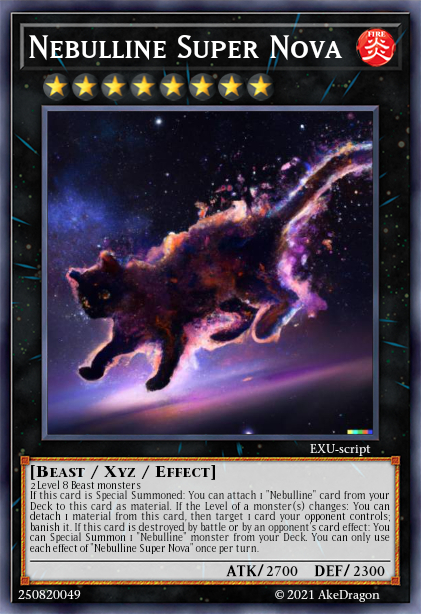 NEBULLINE SUPER NOVA
FIRE
炎
EXU-script
[BEAST / XYZ / EFFECT]
2 Level 8 Beast monsters
If this card is Special Summoned: You can attach 1 "Nebulline" card from your
Deck to this card as material. If the Level of a monster(s) changes: You can
detach 1 material from this card, then target 1 card your opponent controls;
banish it. If this card is destroyed by battle or by an opponent's card effect: You
can Special Summon 1 "Nebulline" monster from your Deck. You can only use
each effect of "Nebulline Super Nova" once per turn.
ATK/2700 DEF/2300
250820049 © 2021 AkeDragon